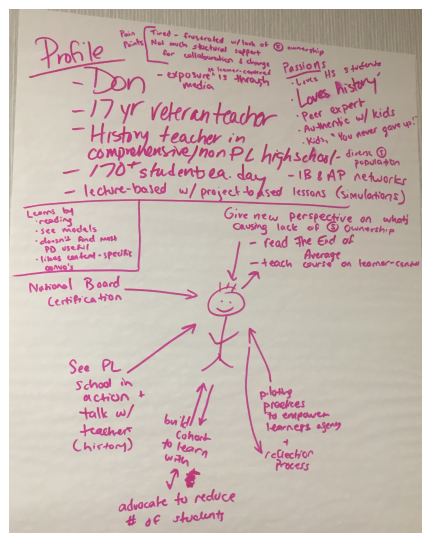 Profile
Pain Points
Tired - frustrated w/lack of Ⓢ ownership
Not much structural support
for collaboration & change
- exposure to learner-centered is through
media
Passions
- Loves HS students
- Loves history!
- Peer expert
- Authentic w/ kids
- Kids, "You never gave up!"
- Don
- 17 yr veteran teacher
- History teacher in
comprehensive/non PL high school - diverse Ⓢ
population
- 170+ student ea. day
- IB & AP networks
- lecture-based w/ project-based lessons (simulations)
Learns by
- reading
- see models
- doesn't find most
PD useful
- likes content-specific
convo's
Give new perspective on what's
causing lack of Ⓢ ownership
- read The End of
Average
- teach course on learner-center
National Board
Certification
See PL
school in
action +
talk w/
teachers
(history)
build
cohort
to learn
with
advocate to reduce
# of students
piloting
practices
to empower
learners agency
+
reflection
process